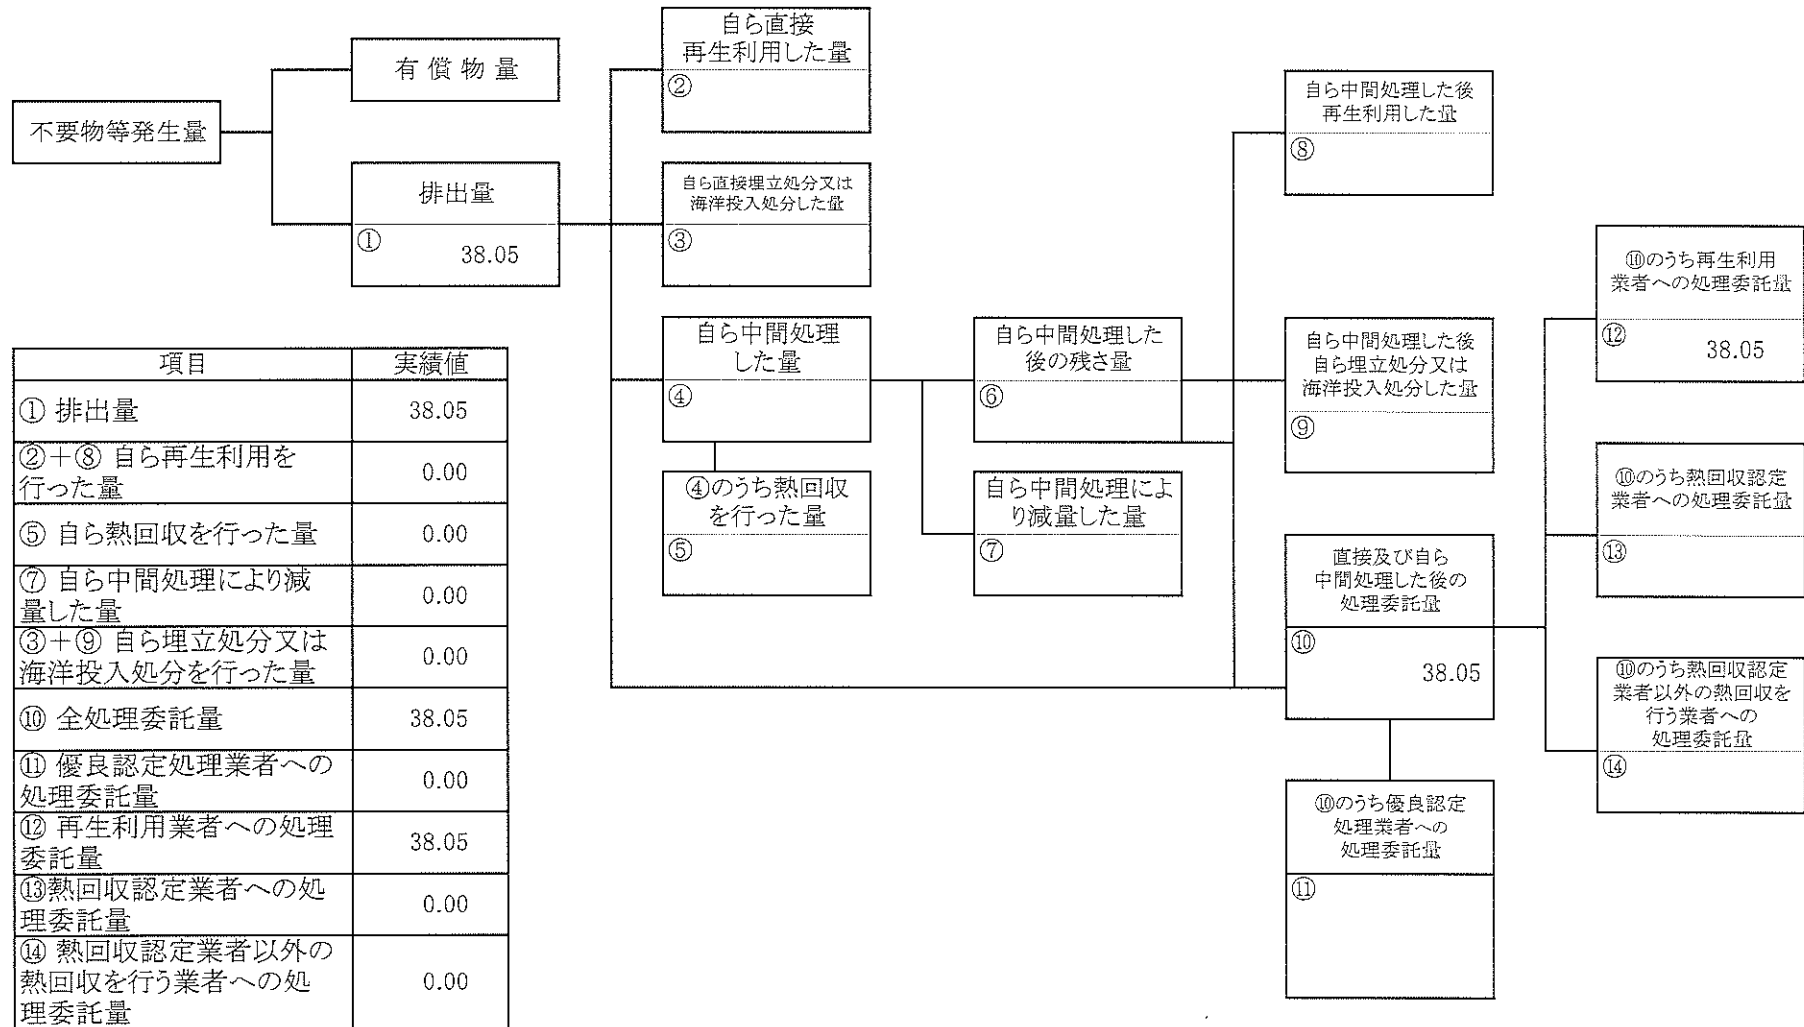 不要物等発生量
有 償 物 量
排出量
①
38.05
自ら直接
再生利用した量
②
自ら直接埋立処分又は
海洋投入処分した量
③
自ら中間処理
した量
④
④のうち熱回収
を行った量
⑤
自ら中間処理した
後の残さ量
⑥
自ら中間処理によ
り減量した量
⑦
自ら中間処理した後
再生利用した量
⑧
自ら中間処理した後
自ら埋立処分又は
海洋投入処分した量
⑨
直接及び自ら
中間処理した後の
処理委託量
⑩
38.05
⑩のうち優良認定
処理業者への
処理委託量
⑪
⑩のうち再生利用
業者への処理委託量
⑫
38.05
⑩のうち熱回収認定
業者への処理委託量
⑬
⑩のうち熱回収認定
業者以外の熱回収を
行う業者への
処理委託量
⑭
項目 実績値
① 排出量 38.05
②＋⑧ 自ら再生利用を
行った量 0.00
⑤ 自ら熱回収を行った量 0.00
⑦ 自ら中間処理により減
量した量 0.00
③＋⑨ 自ら埋立処分又は
海洋投入処分を行った量 0.00
⑩ 全処理委託量 38.05
⑪ 優良認定処理業者への
処理委託量 0.00
⑫ 再生利用業者への処理
委託量 38.05
⑬熱回収認定業者への処
理委託量 0.00
⑭ 熱回収認定業者以外の
熱回収を行う業者への処
理委託量 0.00